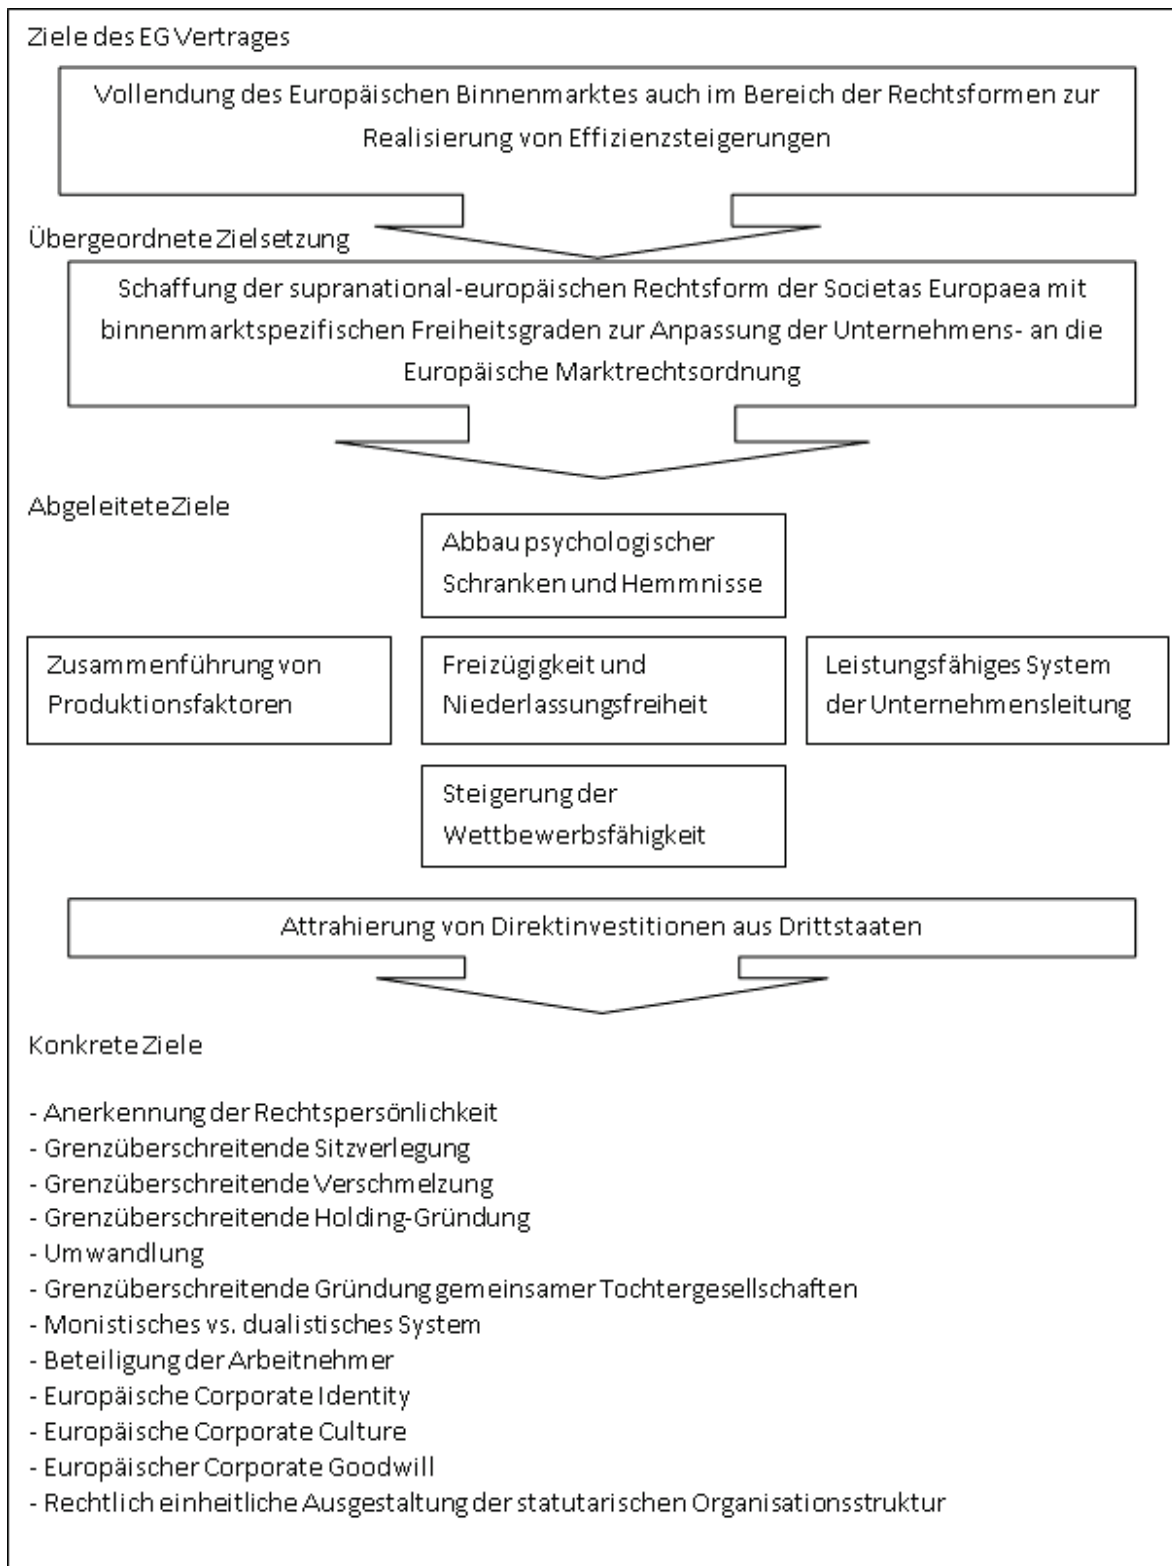 Ziele des EG Vertrages
Vollendung des Europäischen Binnenmarktes auch im Bereich der Rechtsformen zur
Realisierung von Effizienzsteigerungen
Übergeordnete Zielsetzung
Schaffung der supranational-europäischen Rechtsform der Societas Europaea mit
binnenmarktspezifischen Freiheitsgraden zur Anpassung der Unternehmens- an die
Europäische Marktrechtsordnung
Abgeleitete Ziele
Abbau psychologischer
Schranken und Hemmnisse
Zusammenführung von
Produktionsfaktoren
Freizügigkeit und
Niederlassungsfreiheit
Leistungsfähiges System
der Unternehmensleitung
Steigerung der
Wettbewerbsfähigkeit
Attrahierung von Direktinvestitionen aus Drittstaaten
Konkrete Ziele
- Anerkennung der Rechtspersönlichkeit
- Grenzüberschreitende Sitzverlegung
- Grenzüberschreitende Verschmelzung
- Grenzüberschreitende Holding-Gründung
- Umwandlung
- Grenzüberschreitende Gründung gemeinsamer Tochtergesellschaften
- Monistisches vs. dualistisches System
- Beteiligung der Arbeitnehmer
- Europäische Corporate Identity
- Europäische Corporate Culture
- Europäischer Corporate Goodwill
- Rechtlich einheitliche Ausgestaltung der statutarischen Organisationsstruktur